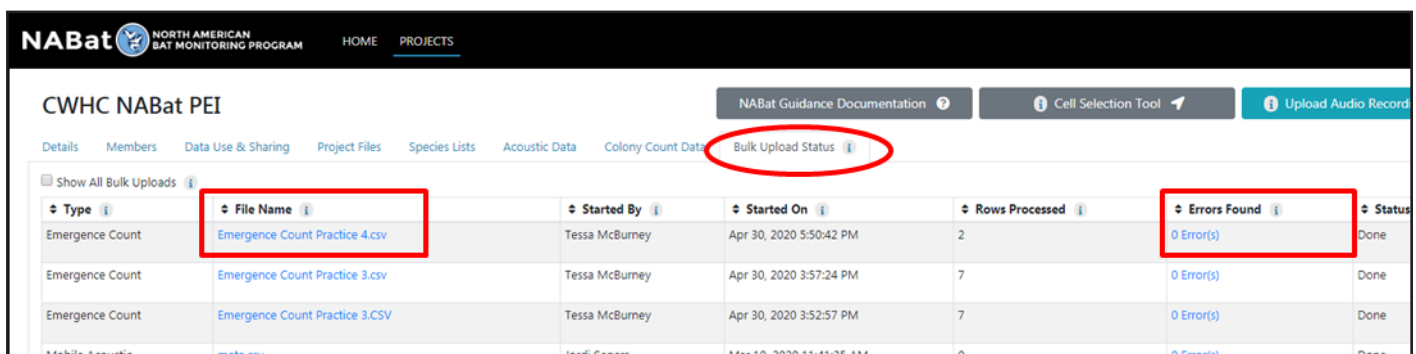 NABat NORTH AMERICAN BAT MONITORING PROGRAM HOME PROJECTS
CWHC NABat PEI NABat Guidance Documentation Cell Selection Tool Upload Audio Recordi
Details Members Data Use & Sharing Project Files Species Lists Acoustic Data Colony Count Data Bulk Upload Status
Show All Bulk Uploads
Type File Name Started By Started On Rows Processed Errors Found Status
Emergence Count Emergence Count Practice 4.csv Tessa McBurney Apr 30, 2020 5:50:42 PM 2 0 Error(s) Done
Emergence Count Emergence Count Practice 3.csv Tessa McBurney Apr 30, 2020 3:57:24 PM 7 0 Error(s) Done
Emergence Count Emergence Count Practice 3.CSV Tessa McBurney Apr 30, 2020 3:52:57 PM 7 0 Error(s) Done